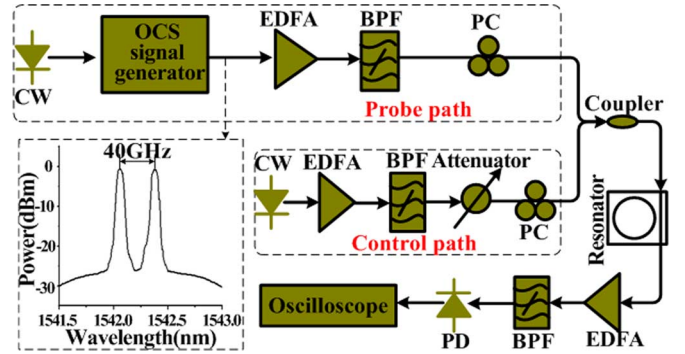 CW
OCS
signal
generator
EDFA
BPF
PC
Probe path
Coupler
40GHz
0
-10
-20
-30
Power(dBm)
1541.5
1542.0
1542.5
1543.0
Wavelength(nm)
CW
EDFA
BPF
Attenuator
PC
Control path
Resonator
Oscilloscope
PD
BPF
EDFA